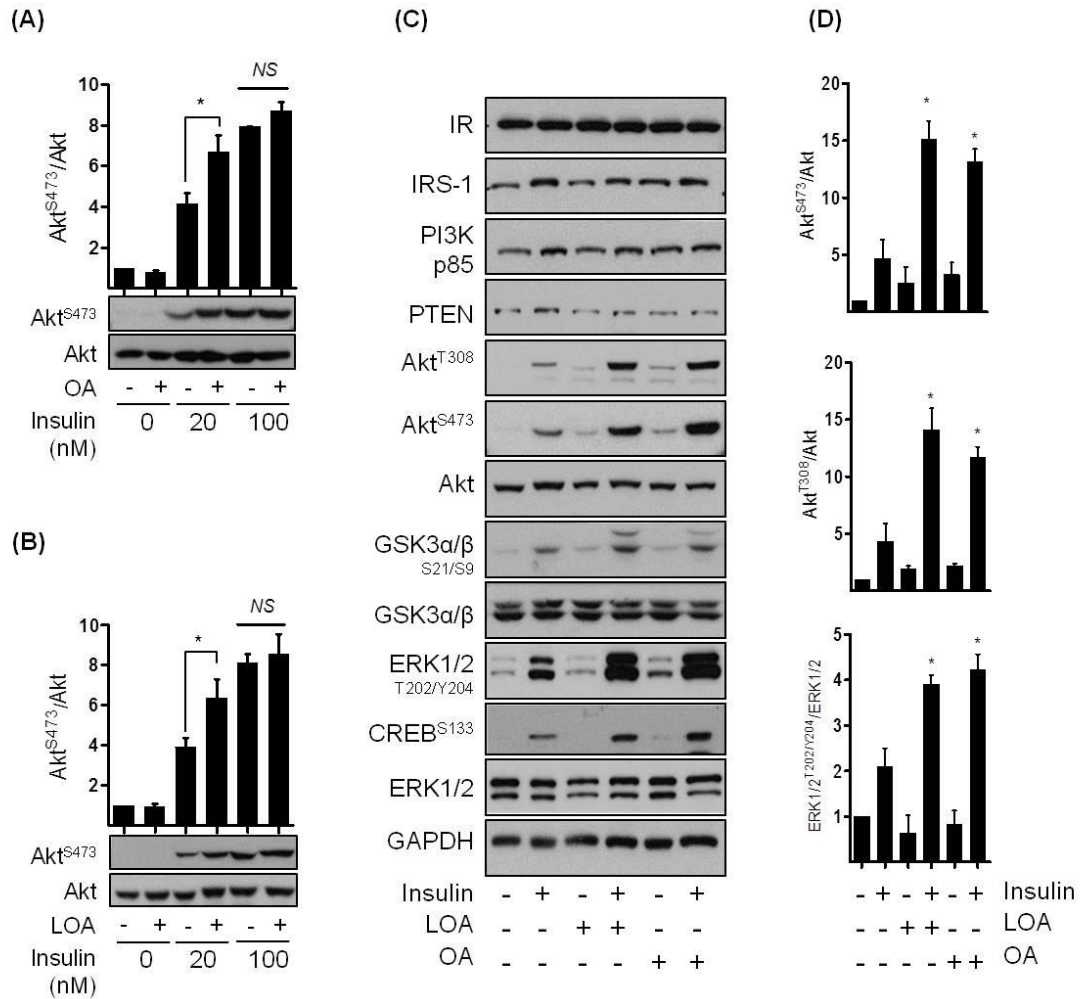 (A)
NS
*
10
8
6
4
2
Akt^S473/Akt
Akt^S473
Akt
OA - + - + - +
Insulin 0 20 100
(nM)
(B)
NS
*
10
8
6
4
2
Akt^S473/Akt
Akt^S473
Akt
LOA - + - + - +
Insulin 0 20 100
(nM)
(C)
IR
IRS-1
PI3K
p85
PTEN
Akt^T308
Akt^S473
Akt
GSK3α/β
S21/S9
GSK3α/β
ERK1/2
T202/Y204
CREB^S133
ERK1/2
GAPDH
Insulin - + - + - +
LOA - - + + - -
OA - - - - + +
(D)
20
15
10
5
Akt^S473/Akt
* *
20
15
10
5
Akt^T308/Akt
* *
5
4
3
2
1
ERK1/2^T202/Y204/ERK1/2
* *
- + - + - + Insulin
- - + + - - LOA
- - - - + + OA